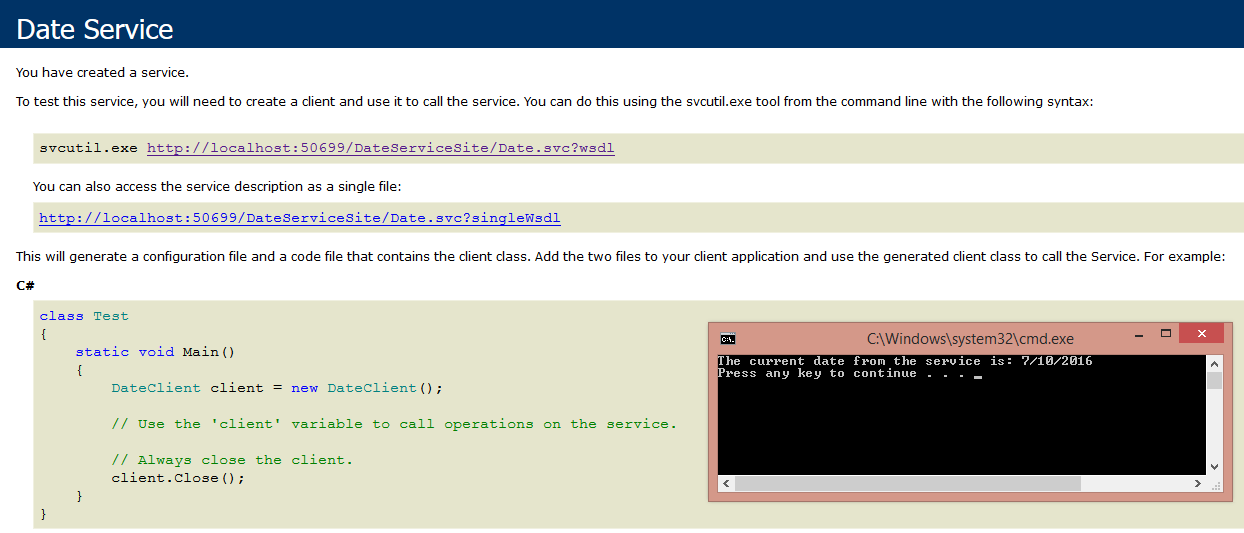 Date Service
You have created a service.
To test this service, you will need to create a client and use it to call the service. You can do this using the svcutil.exe tool from the command line with the following syntax:
svcutil.exe http://localhost:50699/DateServiceSite/Date.svc?wsdl
You can also access the service description as a single file:
http://localhost:50699/DateServiceSite/Date.svc?singleWsdl
This will generate a configuration file and a code file that contains the client class. Add the two files to your client application and use the generated client class to call the Service. For example:
C#
class Test
{
    static void Main()
    {
        DateClient client = new DateClient();
        // Use the 'client' variable to call operations on the service.
        // Always close the client.
        client.Close();
    }
}
C:\Windows\system32\cmd.exe
The current date from the service is: 7/10/2016
Press any key to continue . . . _